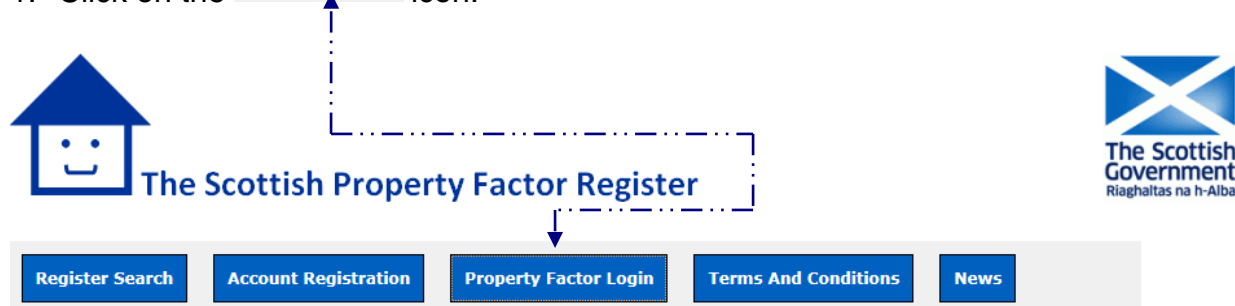 1. Click on the icon.
The Scottish Property Factor Register
The Scottish
Government
Riaghaltas na h-Alba
Register Search
Account Registration
Property Factor Login
Terms And Conditions
News